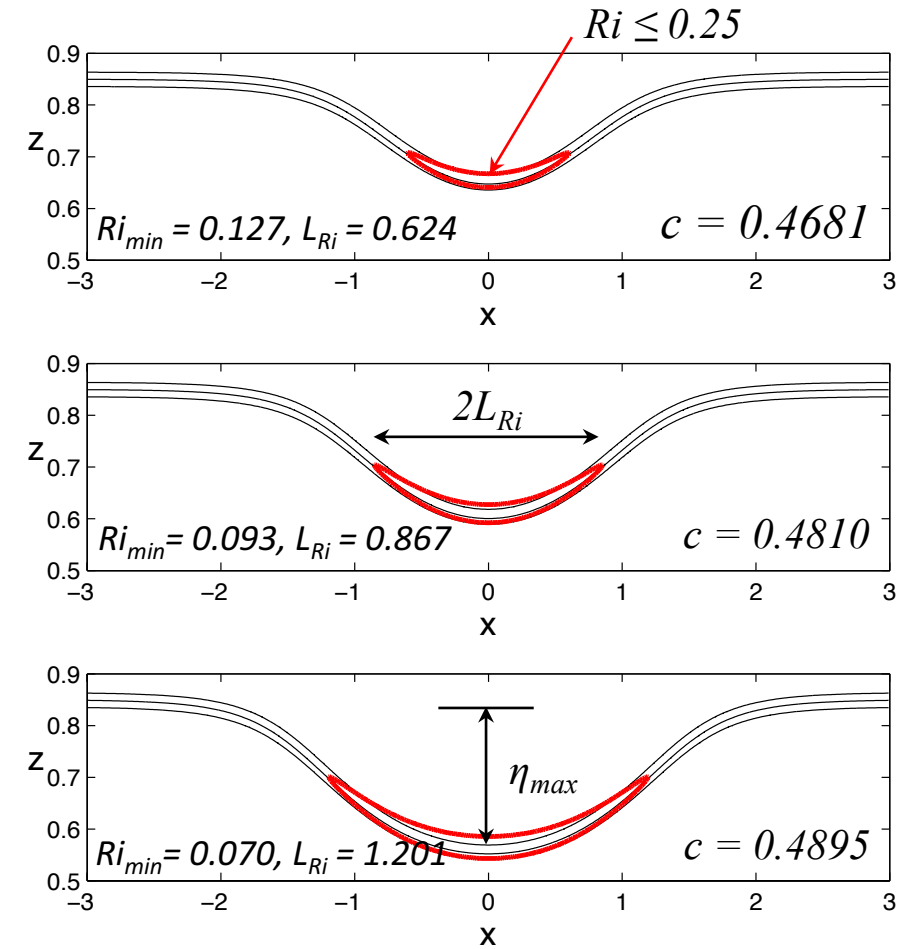 Ri ≤ 0.25
0.9
0.8
z 0.7
0.6
0.5
Ri_min = 0.127, L_Ri = 0.624
c = 0.4681
−3 −2 −1 0 1 2 3
x
0.9
0.8
z 0.7
0.6
0.5
2L_Ri
Ri_min= 0.093, L_Ri = 0.867
c = 0.4810
−3 −2 −1 0 1 2 3
x
0.9
0.8
z 0.7
0.6
0.5
η_max
Ri_min= 0.070, L_Ri = 1.201
c = 0.4895
−3 −2 −1 0 1 2 3
x